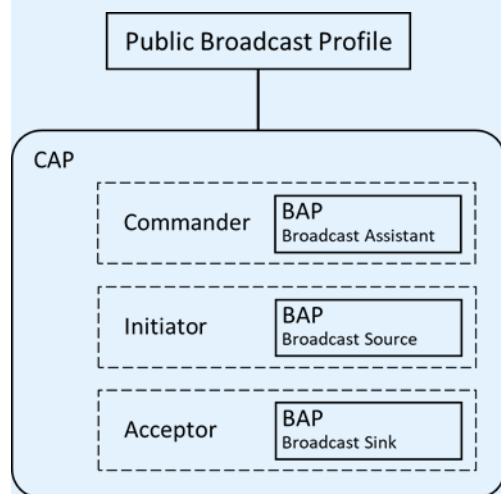 Public Broadcast Profile
CAP
Commander
BAP
Broadcast Assistant
Initiator
BAP
Broadcast Source
Acceptor
BAP
Broadcast Sink